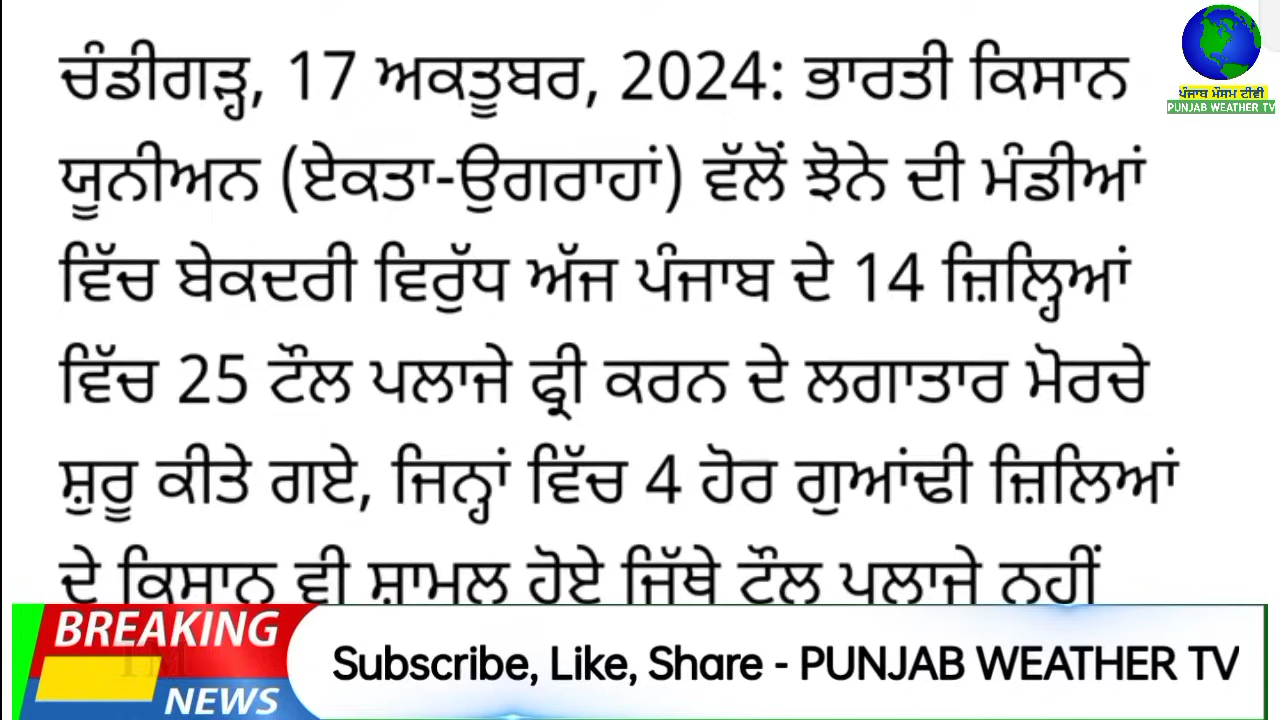 ਚੰਡੀਗੜ੍ਹ, 17 ਅਕਤੂਬਰ, 2024: ਭਾਰਤੀ ਕਿਸਾਨ
ਯੂਨੀਅਨ (ਏਕਤਾ-ਉਗਰਾਹਾਂ) ਵੱਲੋਂ ਝੋਨੇ ਦੀ ਮੰਡੀਆਂ
ਵਿੱਚ ਬੇਕਦਰੀ ਵਿਰੁੱਧ ਅੱਜ ਪੰਜਾਬ ਦੇ 14 ਜ਼ਿਲ੍ਹਿਆਂ
ਵਿੱਚ 25 ਟੌਲ ਪਲਾਜੇ ਫ੍ਰੀ ਕਰਨ ਦੇ ਲਗਾਤਾਰ ਮੋਰਚੇ
ਸ਼ੁਰੂ ਕੀਤੇ ਗਏ, ਜਿਨ੍ਹਾਂ ਵਿੱਚ 4 ਹੋਰ ਗੁਆਂਢੀ ਜ਼ਿਲਿਆਂ
ਦੇ ਕਿਸਾਨ ਵੀ ਸ਼ਾਮਲ ਹੋਏ ਜਿੱਥੇ ਟੌਲ ਪਲਾਜੇ ਨਹੀਂ
ਪੰਜਾਬ ਮੌਸਮ ਟੀਵੀ
PUNJAB WEATHER TV
BREAKING
NEWS
Subscribe, Like, Share - PUNJAB WEATHER TV